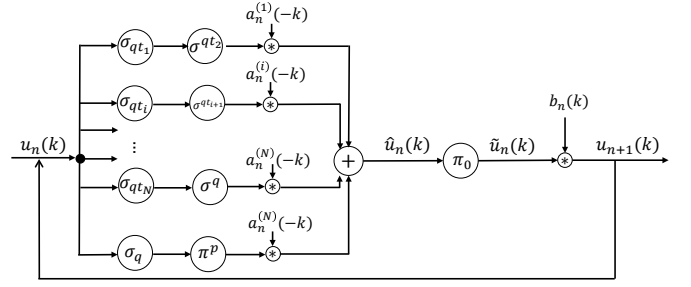 a_n^{(1)}(-k)
σ_{qt_1} σ^{qt_2} *
a_n^{(i)}(-k)
σ_{qt_i} σ^{qt_{i+1}} *
b_n(k)
u_n(k) ⋮ + û_n(k) π_0 ũ_n(k) * u_{n+1}(k)
a_n^{(N)}(-k)
σ_{qt_N} σ^q *
a_n^{(N)}(-k)
σ_q π^p *